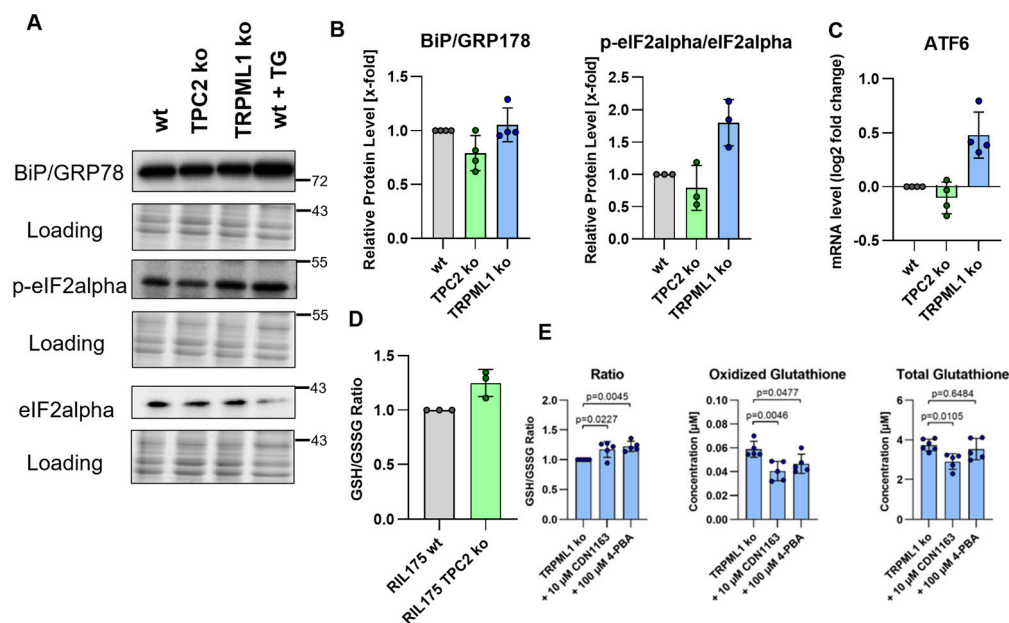 A
wt
TPC2 ko
TRPML1 ko
wt + TG
BiP/GRP78
72
43
Loading
55
p-eIF2alpha
55
Loading
43
eIF2alpha
43
Loading
B
BiP/GRP178
Relative Protein Level [x-fold]
1.5
1.0
0.5
0.0
wt
TPC2 ko
TRPML1 ko
p-eIF2alpha/eIF2alpha
Relative Protein Level [x-fold]
2.5
2.0
1.5
1.0
0.5
0.0
wt
TPC2 ko
TRPML1 ko
C
ATF6
mRNA level (log2 fold change)
1.0
0.5
0.0
-0.5
wt
TPC2 ko
TRPML1 ko
D
GSH/GSSG Ratio
1.5
1.0
0.5
0.0
RIL175 wt
RIL175 TPC2 ko
E
Ratio
GSH/GSSG Ratio
2.0
1.5
1.0
0.5
0.0
p=0.0045
p=0.0227
TRPML1 ko
+ 10 µM CDN1163
+ 100 µM 4-PBA
Oxidized Glutathione
Concentration [µM]
0.10
0.08
0.06
0.04
0.02
0.00
p=0.0477
p=0.0046
TRPML1 ko
+ 10 µM CDN1163
+ 100 µM 4-PBA
Total Glutathione
Concentration [µM]
6
4
2
0
p=0.6484
p=0.0105
TRPML1 ko
+ 10 µM CDN1163
+ 100 µM 4-PBA